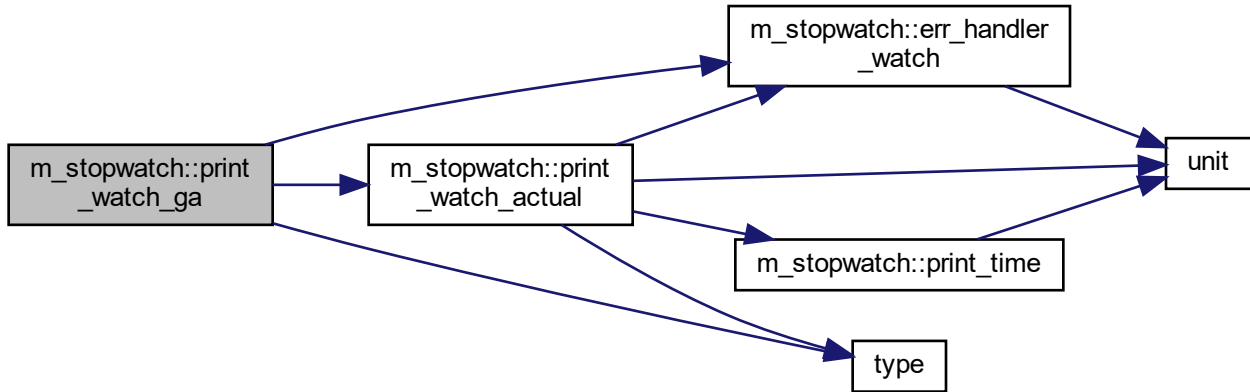 m_stopwatch::print
_watch_ga
m_stopwatch::print
_watch_actual
m_stopwatch::err_handler
_watch
m_stopwatch::print_time
unit
type